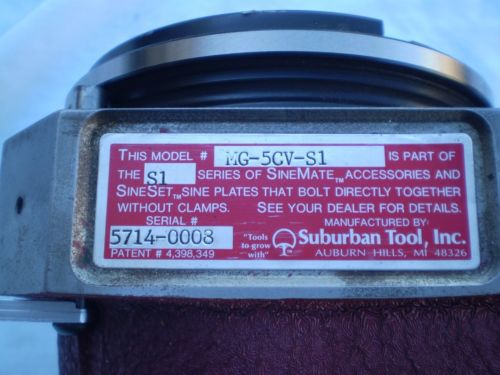 THIS MODEL # MG-5CV-S1 IS PART OF
THE S1 SERIES OF SINEMATE™ ACCESSORIES AND
SINESET™ SINE PLATES THAT BOLT DIRECTLY TOGETHER
WITHOUT CLAMPS. SEE YOUR DEALER FOR DETAILS.
SERIAL #
5714-0008
PATENT # 4,398,349
"Tools
to grow
with"
MANUFACTURED BY:
Suburban Tool, Inc.
AUBURN HILLS, MI 48326